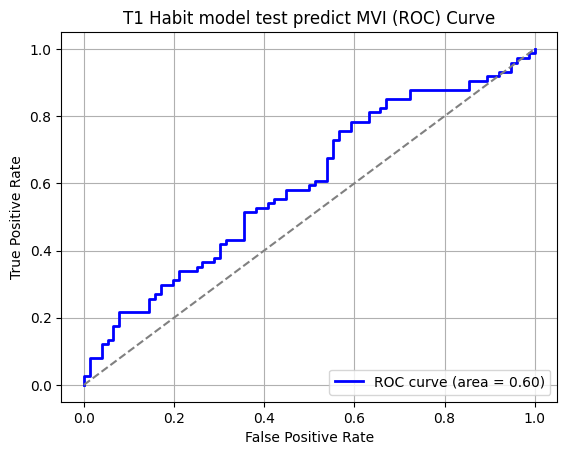 T1 Habit model test predict MVI (ROC) Curve
True Positive Rate
1.0
0.8
0.6
0.4
0.2
0.0
ROC curve (area = 0.60)
0.0 0.2 0.4 0.6 0.8 1.0
False Positive Rate